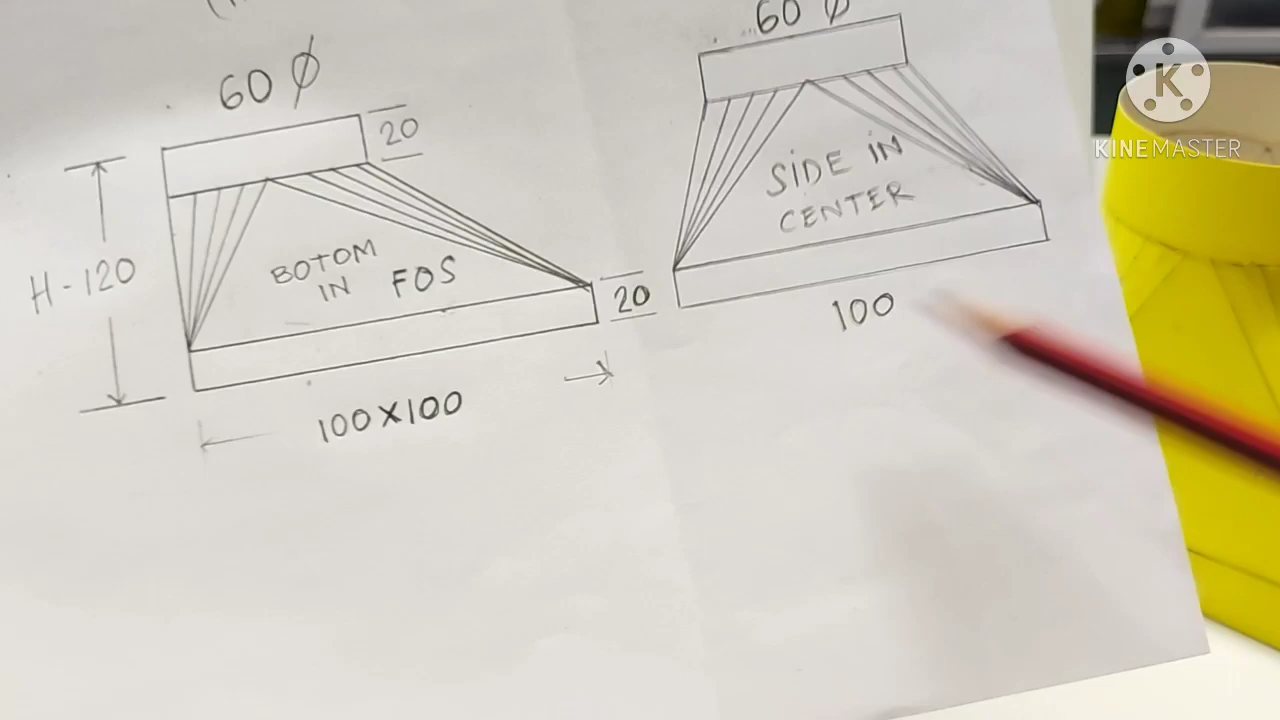 60 Ø
20
H-120
BOTOM
IN FOS
20
100X100
60 Ø
SIDE IN
CENTER
100
K
KINEMASTER